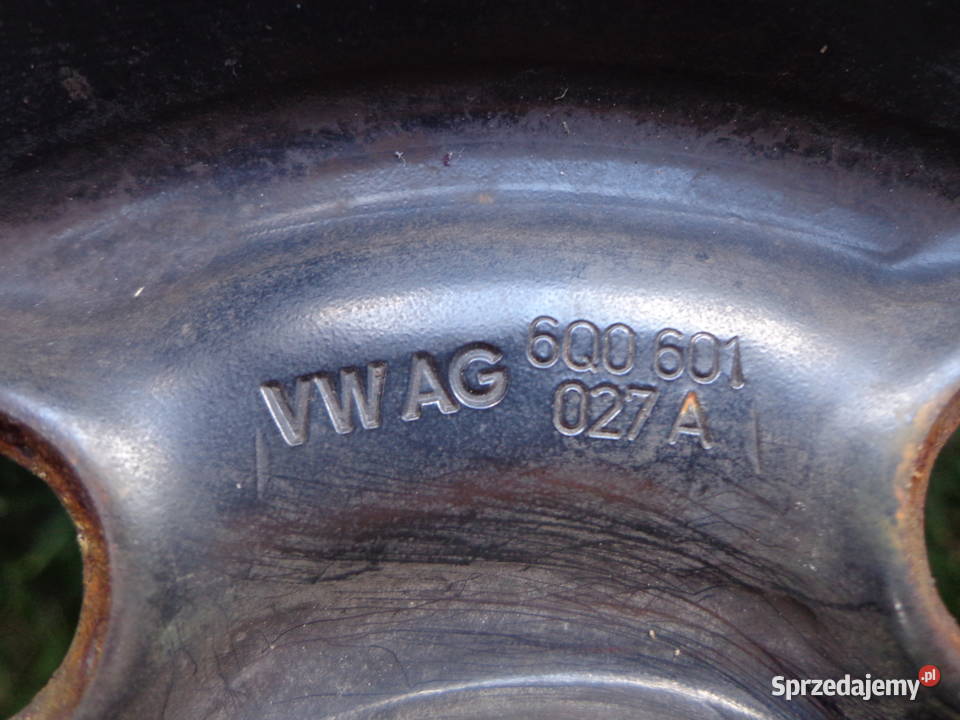 VW AG 6Q0 601
027 A
Sprzedajemy.pl